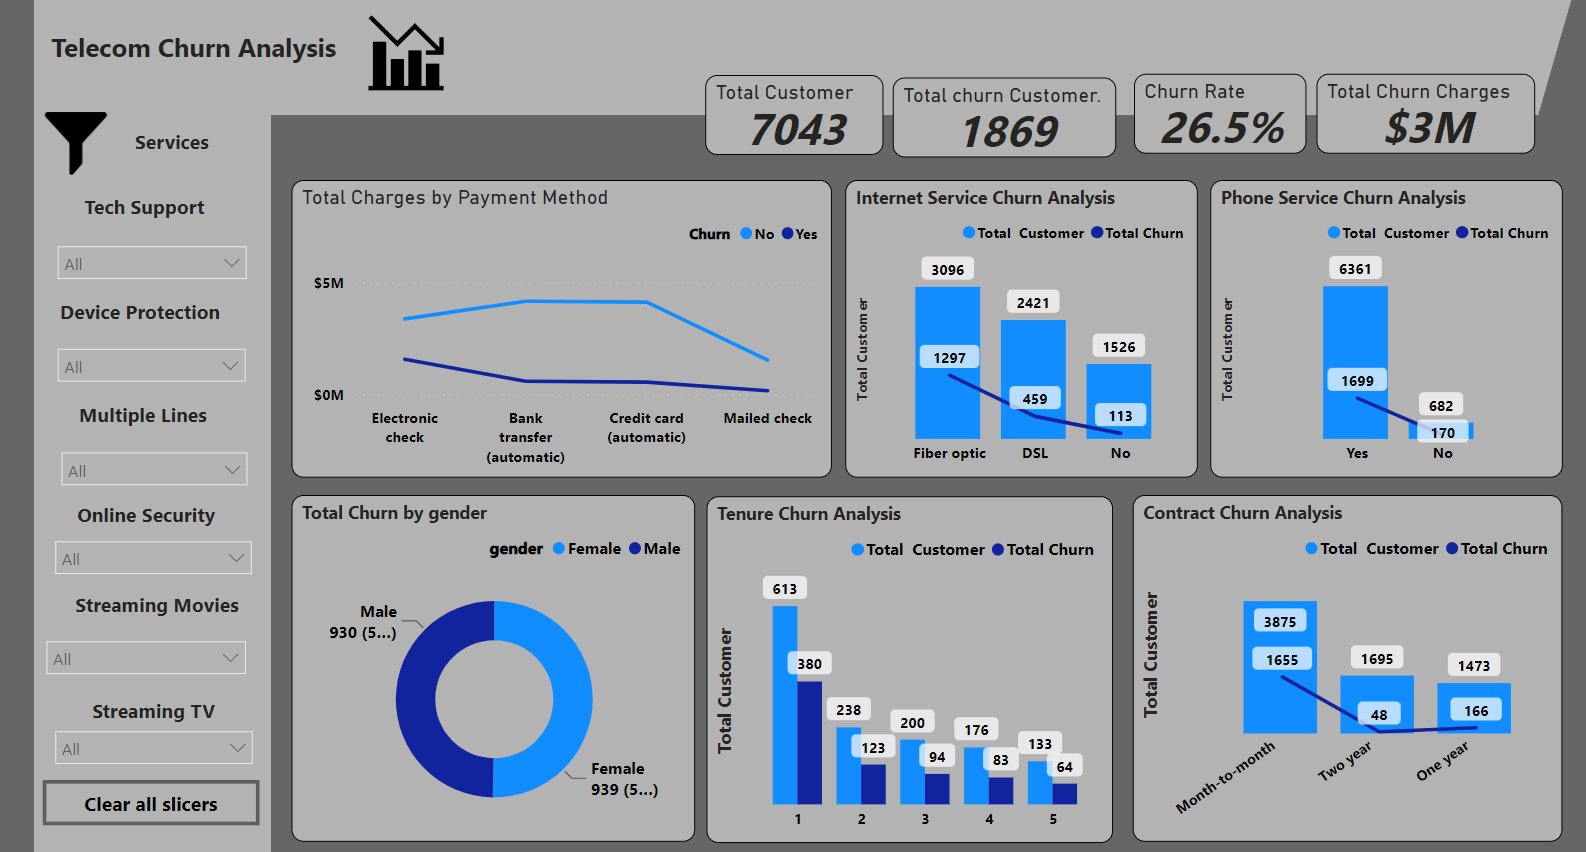 Telecom Churn Analysis
Total Customer
7043
Total churn Customer.
1869
Churn Rate
26.5%
Total Churn Charges
$3M
Services
Tech Support
All
Device Protection
All
Multiple Lines
All
Online Security
All
Streaming Movies
All
Streaming TV
All
Clear all slicers
Total Charges by Payment Method
Churn No Yes
$5M
$0M
Electronic
check
Bank
transfer
(automatic)
Credit card
(automatic)
Mailed check
Internet Service Churn Analysis
Total Customer Total Churn
Total Customer
3096
2421
1526
1297
459
113
Fiber optic DSL No
Phone Service Churn Analysis
Total Customer Total Churn
Total Customer
6361
1699
682
170
Yes No
Total Churn by gender
gender Female Male
Male
930 (5...)
Female
939 (5...)
Tenure Churn Analysis
Total Customer Total Churn
Total Customer
613
380
238
123
200
94
176
83
133
64
1 2 3 4 5
Contract Churn Analysis
Total Customer Total Churn
Total Customer
3875
1655
1695
48
1473
166
Month-to-month
Two year
One year